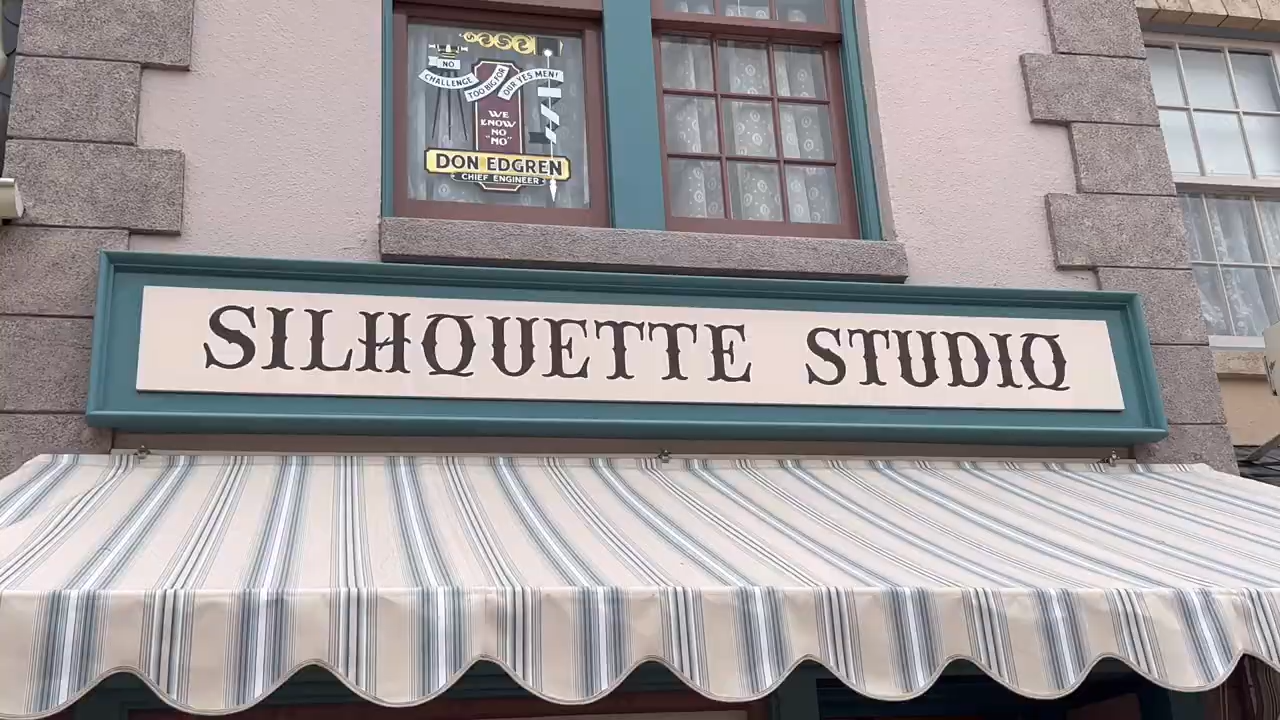 NO
CHALLENGE
TOO BIG FOR
OUR YES MEN!
WE
KNOW
NO
"NO"
DON EDGREN
CHIEF ENGINEER
SILHOUETTE STUDIO